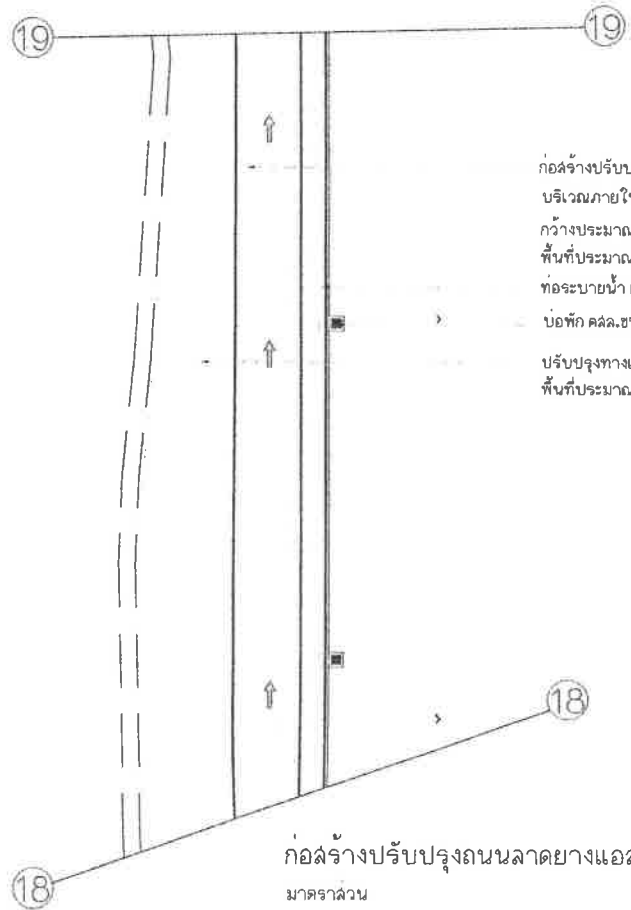 19 19
ก่อสร้างปรับป
บริเวณภายใ
กว้างประมาณ
พื้นที่ประมาณ
ท่อระบายน้ำ
บ่อพัก คสล.ข
ปรับปรุงทางเ
พื้นที่ประมาณ
18
ก่อสร้างปรับปรุงถนนลาดยางแอส
18
มาตราส่วน